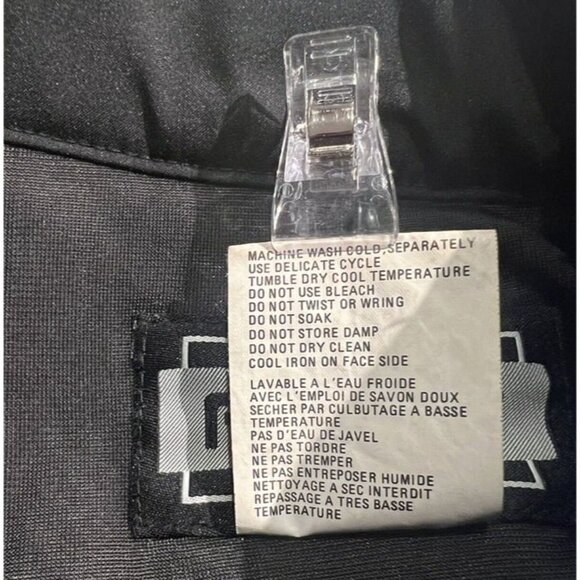 MACHINE WASH COLD, SEPARATELY
USE DELICATE CYCLE
TUMBLE DRY COOL TEMPERATURE
DO NOT USE BLEACH
DO NOT TWIST OR WRING
DO NOT SOAK
DO NOT STORE DAMP
DO NOT DRY CLEAN
COOL IRON ON FACE SIDE
LAVABLE A L'EAU FROIDE
AVEC L'EMPLOI DE SAVON DOUX
SECHER PAR CULBUTAGE A BASSE
TEMPERATURE
PAS D'EAU DE JAVEL
NE PAS TORDRE
NE PAS TREMPER
NE PAS ENTREPOSER HUMIDE
NETTOYAGE A SEC INTERDIT
REPASSAGE A TRES BASSE
TEMPERATURE